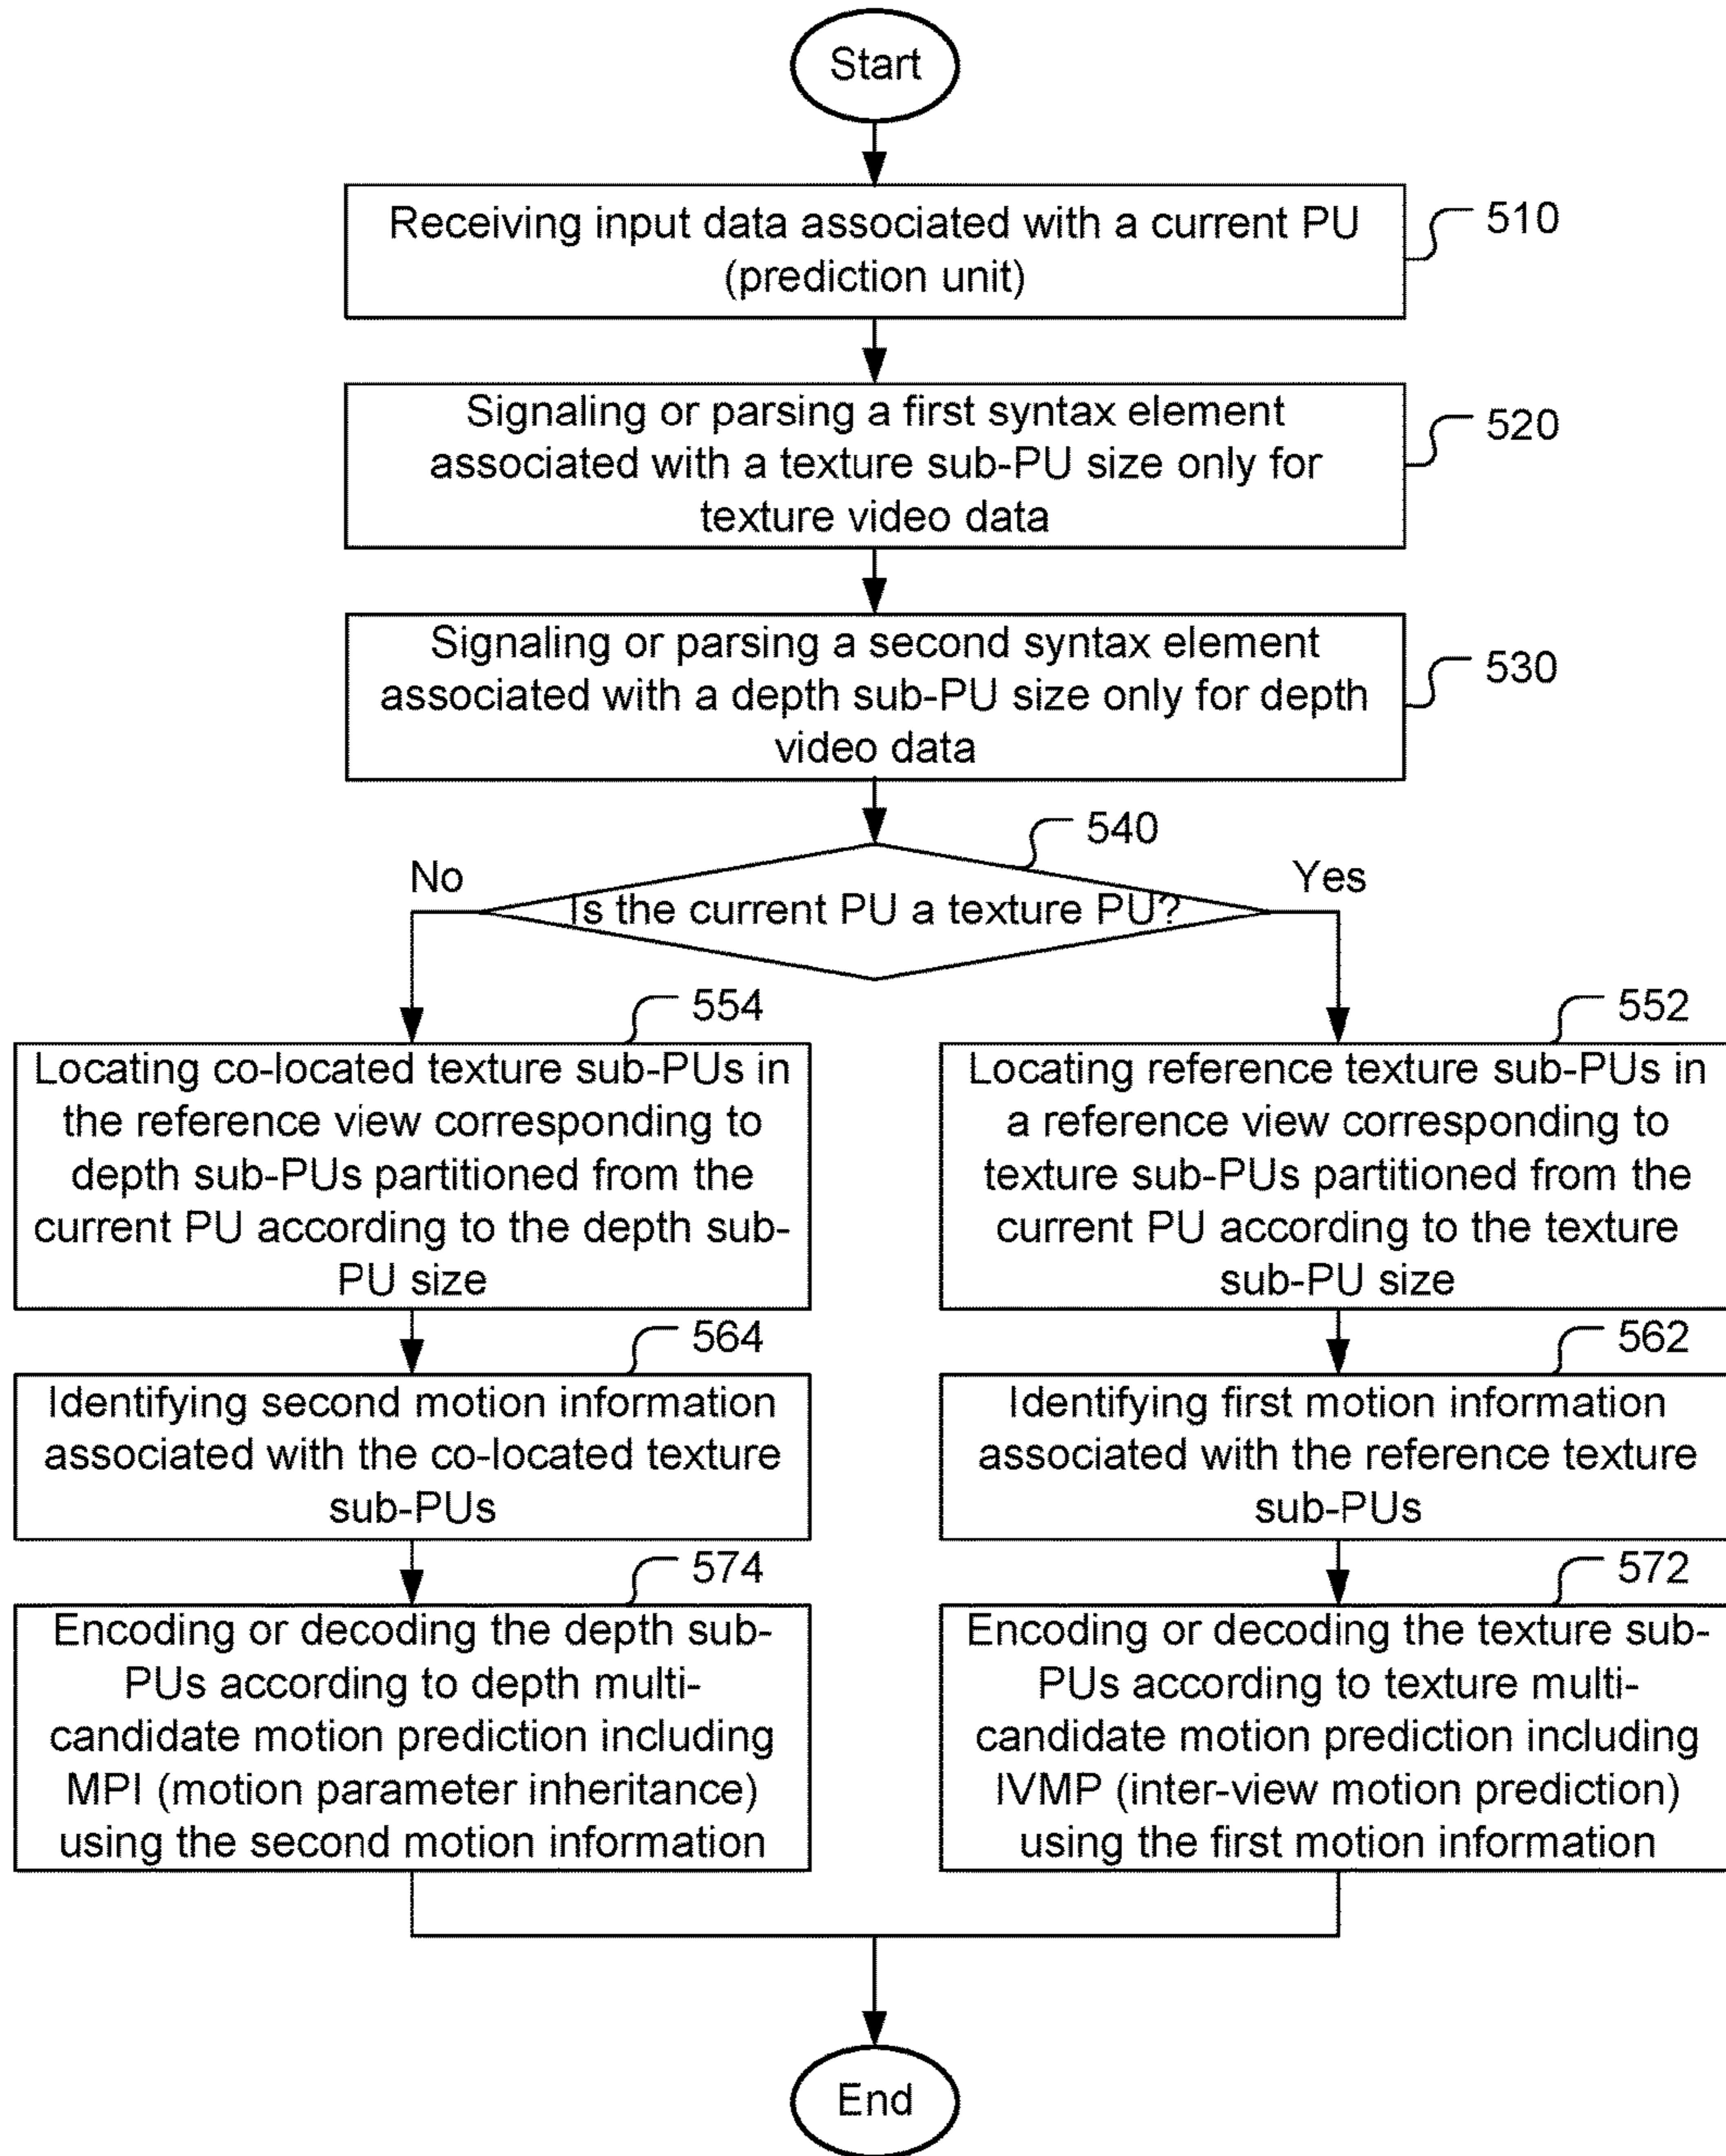 Start
Receiving input data associated with a current PU
(prediction unit)
510
Signaling or parsing a first syntax element
associated with a texture sub-PU size only for
texture video data
520
Signaling or parsing a second syntax element
associated with a depth sub-PU size only for depth
video data
530
540
No
Is the current PU a texture PU?
Yes
554
Locating co-located texture sub-PUs in
the reference view corresponding to
depth sub-PUs partitioned from the
current PU according to the depth sub-
PU size
552
Locating reference texture sub-PUs in
a reference view corresponding to
texture sub-PUs partitioned from the
current PU according to the texture
sub-PU size
564
Identifying second motion information
associated with the co-located texture
sub-PUs
562
Identifying first motion information
associated with the reference texture
sub-PUs
574
Encoding or decoding the depth sub-
PUs according to depth multi-
candidate motion prediction including
MPI (motion parameter inheritance)
using the second motion information
572
Encoding or decoding the texture sub-
PUs according to texture multi-
candidate motion prediction including
IVMP (inter-view motion prediction)
using the first motion information
End